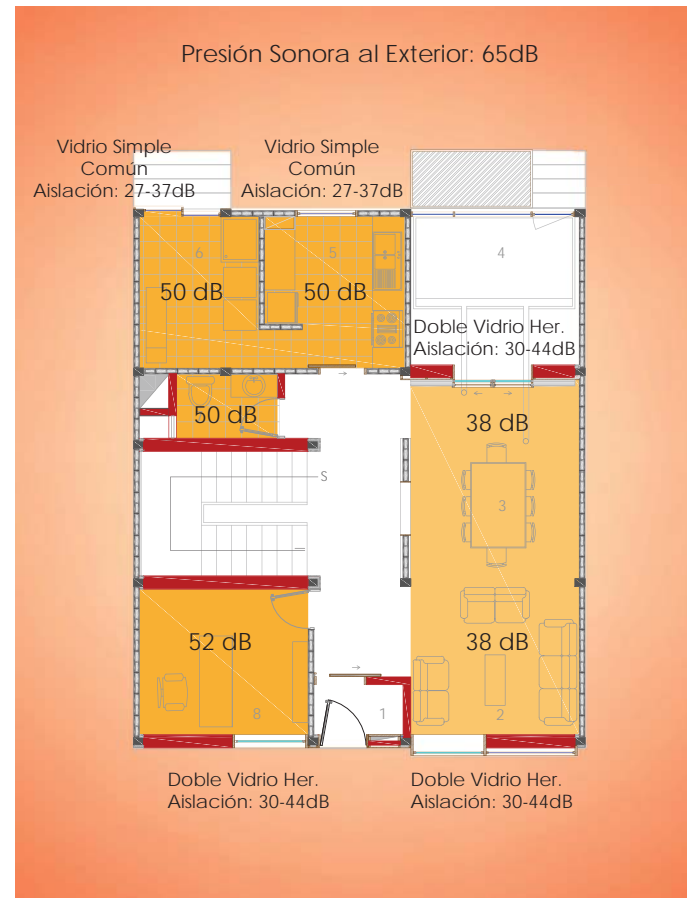 Presión Sonora al Exterior: 65dB
Vidrio Simple
Común
Aislación: 27-37dB
Vidrio Simple
Común
Aislación: 27-37dB
6
5
4
50 dB
50 dB
Doble Vidrio Her.
Aislación: 30-44dB
50 dB
38 dB
S
3
52 dB
38 dB
8
1
2
Doble Vidrio Her.
Aislación: 30-44dB
Doble Vidrio Her.
Aislación: 30-44dB